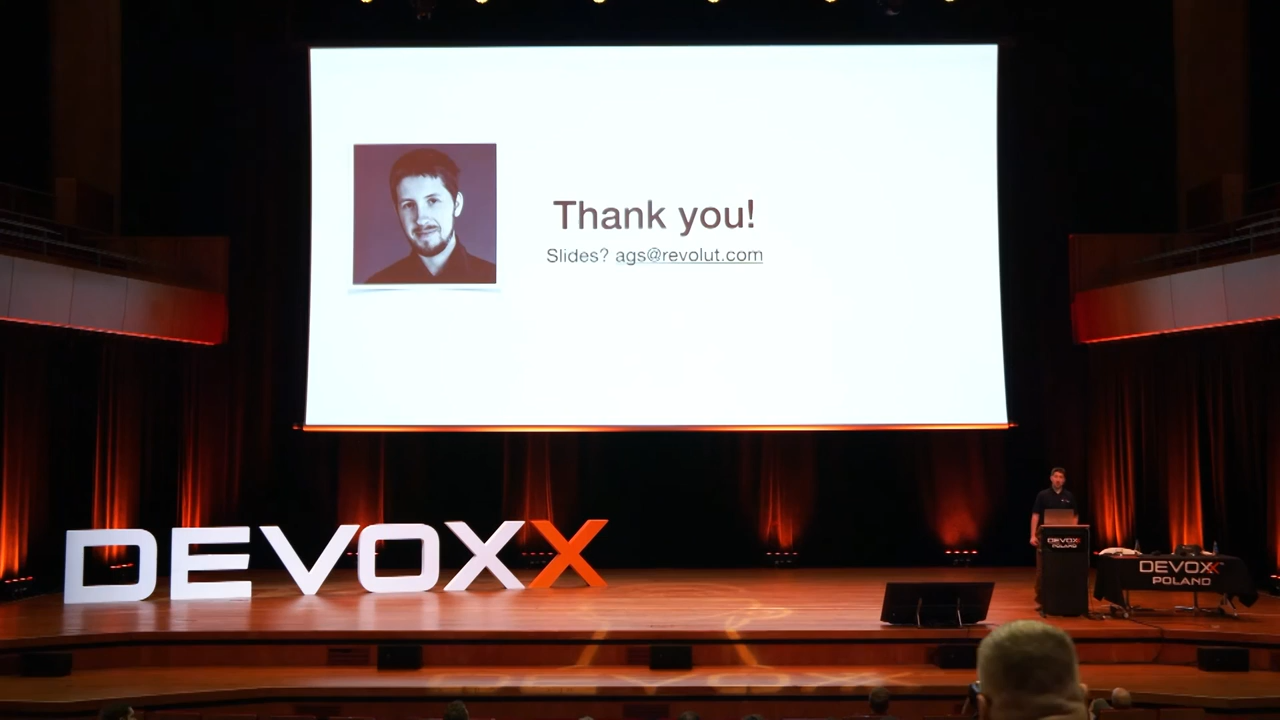 Thank you!
Slides? ags@revolut.com
DEVOXX
DEVOXX
POLAND
DEVOXX
POLAND